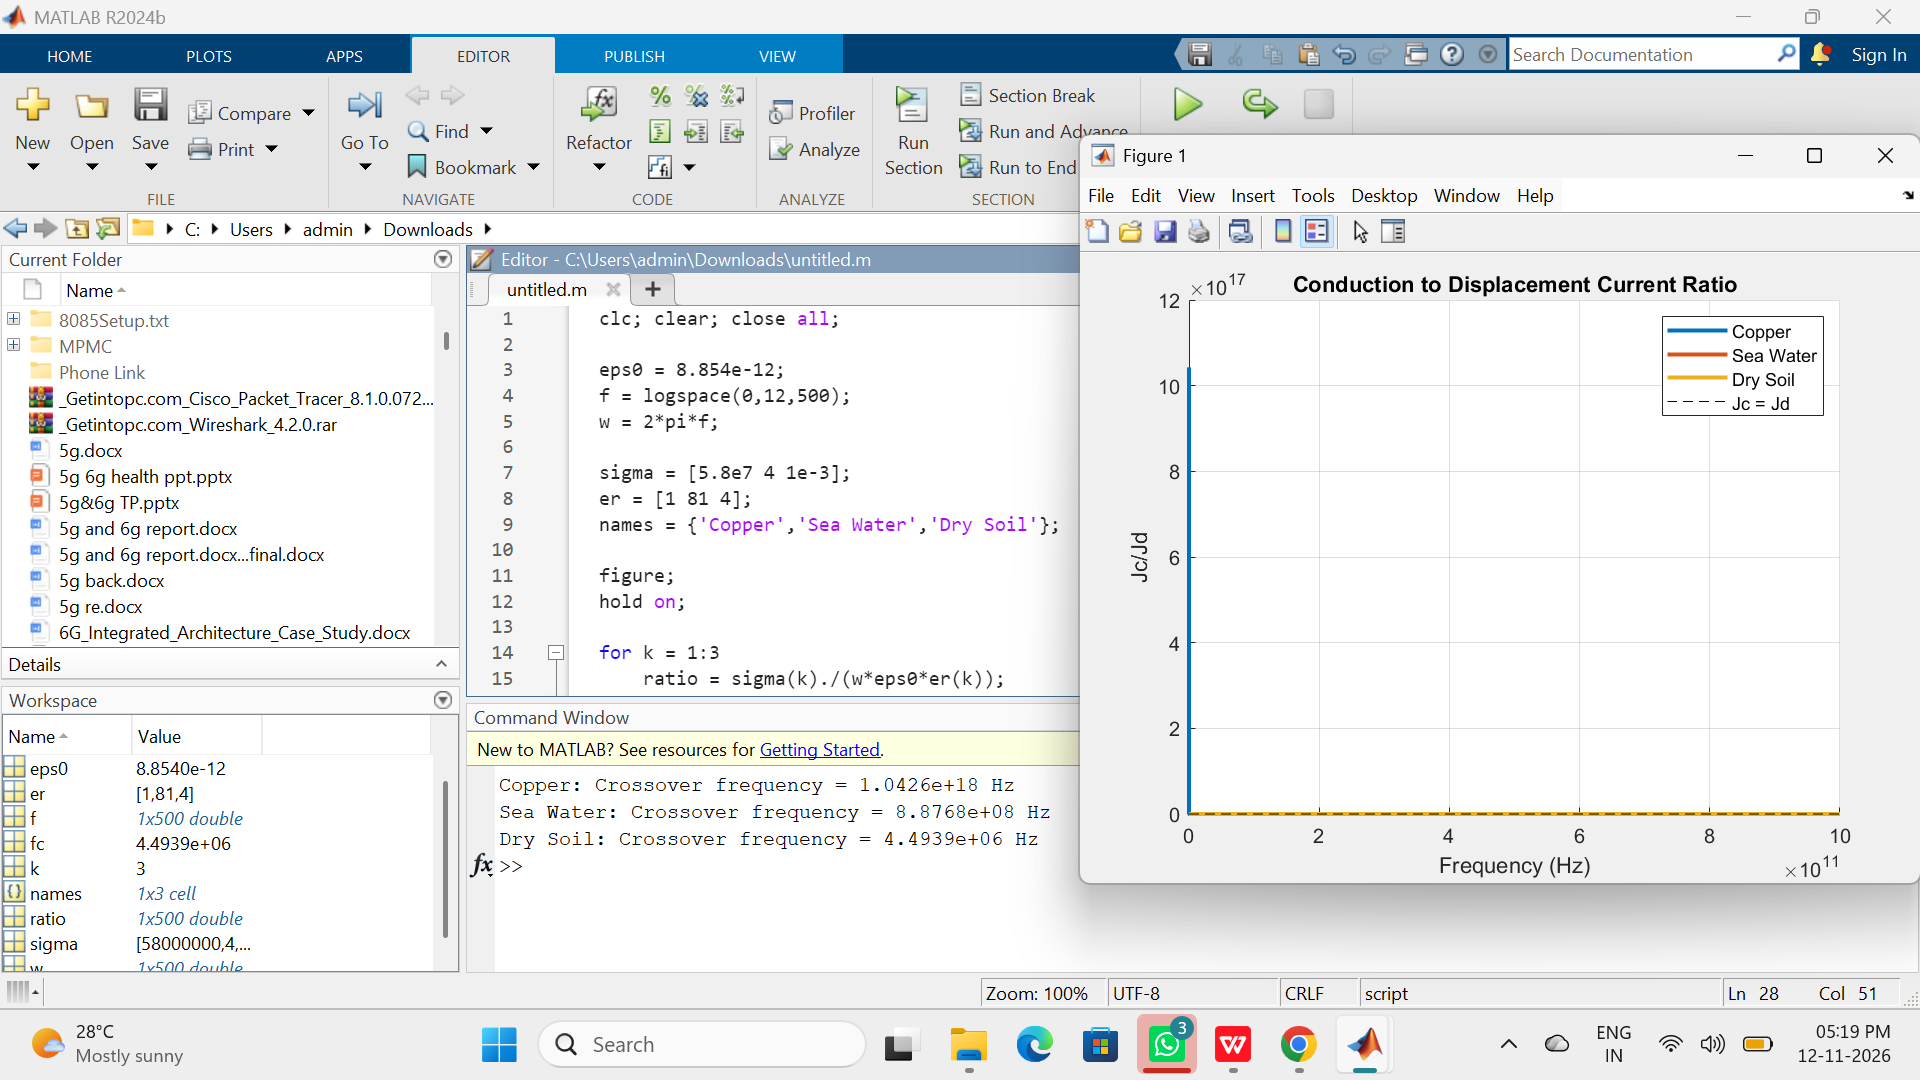 MATLAB R2024b
HOME PLOTS APPS EDITOR PUBLISH VIEW
Search Documentation
Sign In
New Open Save Compare Print
FILE
Go To Find Bookmark
NAVIGATE
Refactor
CODE
Profiler
Analyze
ANALYZE
Run Section
Section Break
Run and Advance
Run to End
SECTION
C: Users admin Downloads
Current Folder
Name
8085Setup.txt
MPMC
Phone Link
_Getintopc.com_Cisco_Packet_Tracer_8.1.0.072...
_Getintopc.com_Wireshark_4.2.0.rar
5g.docx
5g 6g health ppt.pptx
5g&6g TP.pptx
5g and 6g report.docx
5g and 6g report.docx...final.docx
5g back.docx
5g re.docx
6G_Integrated_Architecture_Case_Study.docx
Details
Workspace
Name Value
eps0 8.8540e-12
er [1,81,4]
f 1x500 double
fc 4.4939e+06
k 3
names 1x3 cell
ratio 1x500 double
sigma [58000000,4,...
w 1x500 double
Editor - C:\Users\admin\Downloads\untitled.m
untitled.m
1 clc; clear; close all;
2
3 eps0 = 8.854e-12;
4 f = logspace(0,12,500);
5 w = 2*pi*f;
6
7 sigma = [5.8e7 4 1e-3];
8 er = [1 81 4];
9 names = {'Copper','Sea Water','Dry Soil'};
10
11 figure;
12 hold on;
13
14 for k = 1:3
15 ratio = sigma(k)./(w*eps0*er(k));
Command Window
New to MATLAB? See resources for Getting Started.
Copper: Crossover frequency = 1.0426e+18 Hz
Sea Water: Crossover frequency = 8.8768e+08 Hz
Dry Soil: Crossover frequency = 4.4939e+06 Hz
fx >>
Figure 1
File Edit View Insert Tools Desktop Window Help
×10^17
Conduction to Displacement Current Ratio
12
10
8
6
4
2
0
Jc/Jd
Copper
Sea Water
Dry Soil
Jc = Jd
0 2 4 6 8 10
Frequency (Hz)
×10^11
Zoom: 100% UTF-8 CRLF script Ln 28 Col 51
28°C
Mostly sunny
Search
3
ENG
IN
05:19 PM
12-11-2026